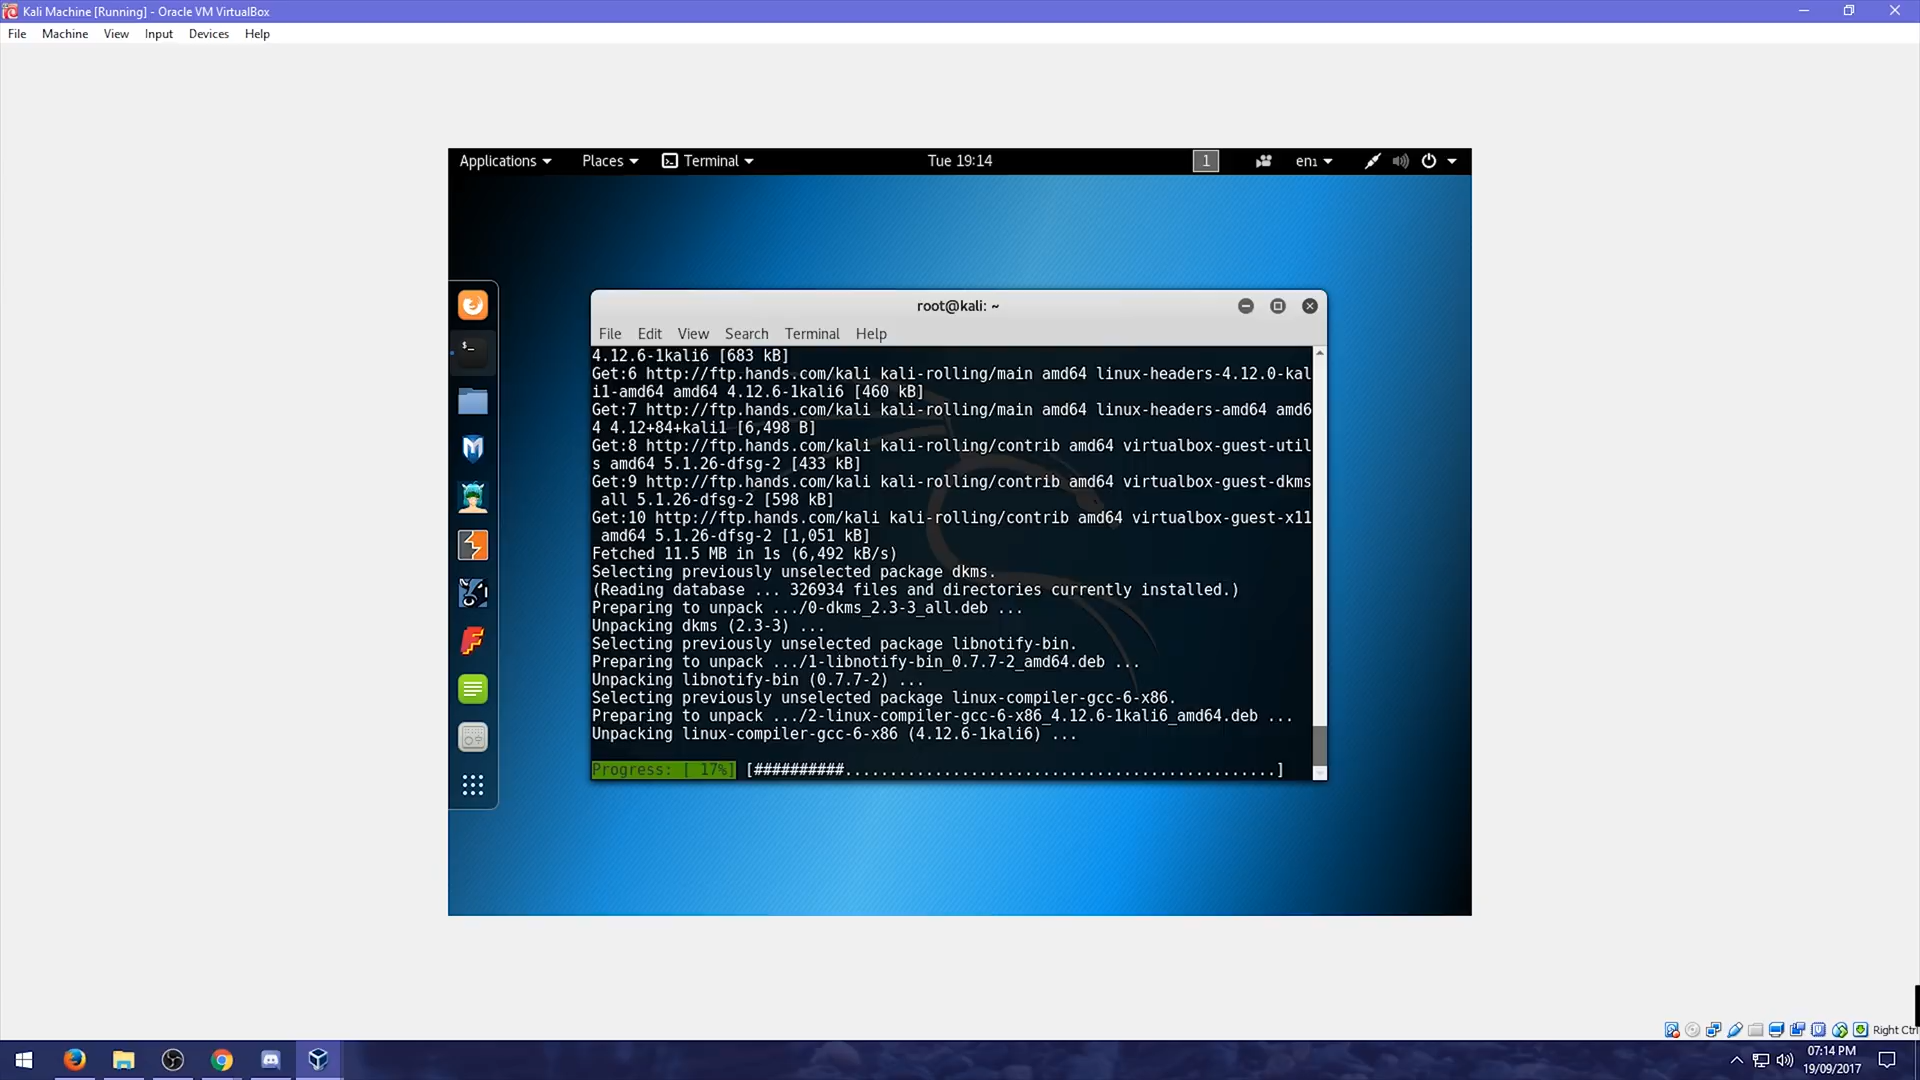 Kali Machine [Running] - Oracle VM VirtualBox
File Machine View Input Devices Help
Applications Places Terminal Tue 19:14 1 en1
root@kali: ~
File Edit View Search Terminal Help
4.12.6-1kali6 [683 kB]
Get:6 http://ftp.hands.com/kali kali-rolling/main amd64 linux-headers-4.12.0-kal
i1-amd64 amd64 4.12.6-1kali6 [460 kB]
Get:7 http://ftp.hands.com/kali kali-rolling/main amd64 linux-headers-amd64 amd6
4 4.12+84+kali1 [6,498 B]
Get:8 http://ftp.hands.com/kali kali-rolling/contrib amd64 virtualbox-guest-util
s amd64 5.1.26-dfsg-2 [433 kB]
Get:9 http://ftp.hands.com/kali kali-rolling/contrib amd64 virtualbox-guest-dkms
all 5.1.26-dfsg-2 [598 kB]
Get:10 http://ftp.hands.com/kali kali-rolling/contrib amd64 virtualbox-guest-x11
amd64 5.1.26-dfsg-2 [1,051 kB]
Fetched 11.5 MB in 1s (6,492 kB/s)
Selecting previously unselected package dkms.
(Reading database ... 326934 files and directories currently installed.)
Preparing to unpack .../0-dkms_2.3-3_all.deb ...
Unpacking dkms (2.3-3) ...
Selecting previously unselected package libnotify-bin.
Preparing to unpack .../1-libnotify-bin_0.7.7-2_amd64.deb ...
Unpacking libnotify-bin (0.7.7-2) ...
Selecting previously unselected package linux-compiler-gcc-6-x86.
Preparing to unpack .../2-linux-compiler-gcc-6-x86_4.12.6-1kali6_amd64.deb ...
Unpacking linux-compiler-gcc-6-x86 (4.12.6-1kali6) ...
Progress: [ 17%] [##########................................................]
Right Ctrl
07:14 PM
19/09/2017